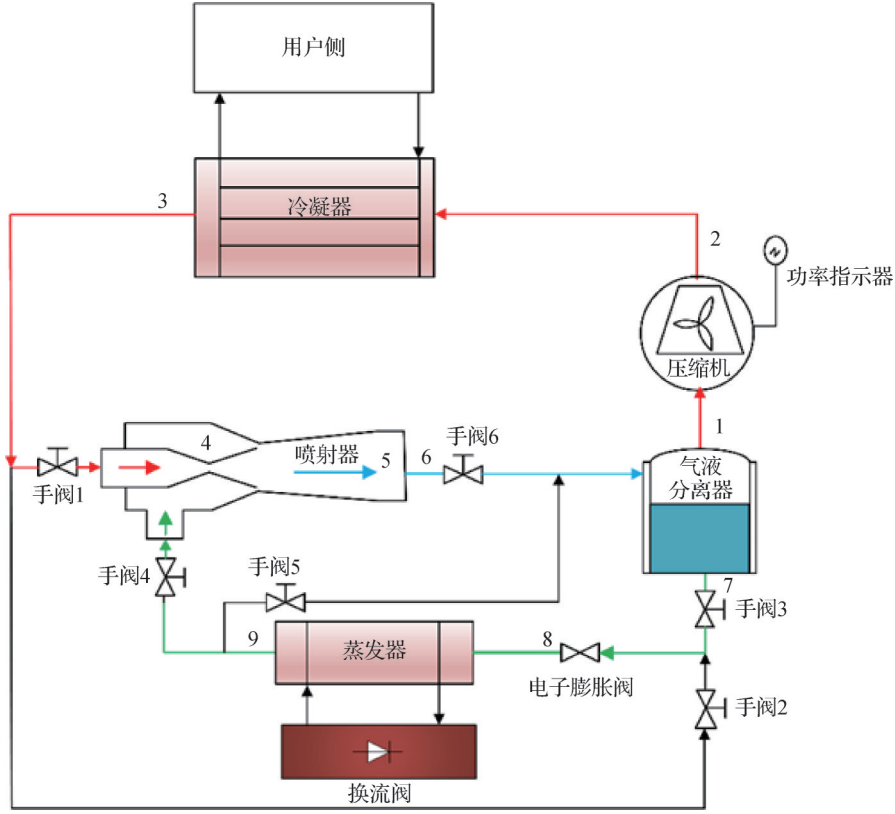 用户侧
3
冷凝器
2
N
功率指示器
压缩机
1
4
喷射器
5
6
手阀6
气液
分离器
手阀1
手阀4
手阀5
7
手阀3
9
蒸发器
8
电子膨胀阀
手阀2
换流阀